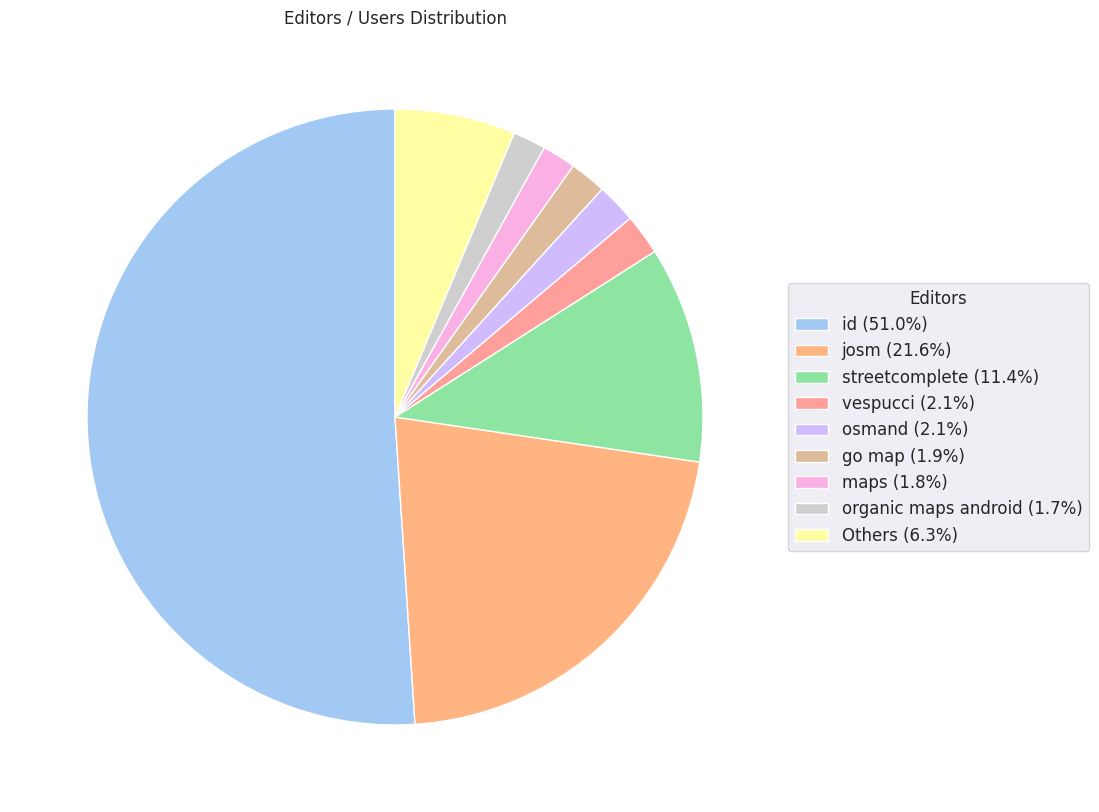 Editors / Users Distribution
Editors
id (51.0%)
josm (21.6%)
streetcomplete (11.4%)
vespucci (2.1%)
osmand (2.1%)
go map (1.9%)
maps (1.8%)
organic maps android (1.7%)
Others (6.3%)